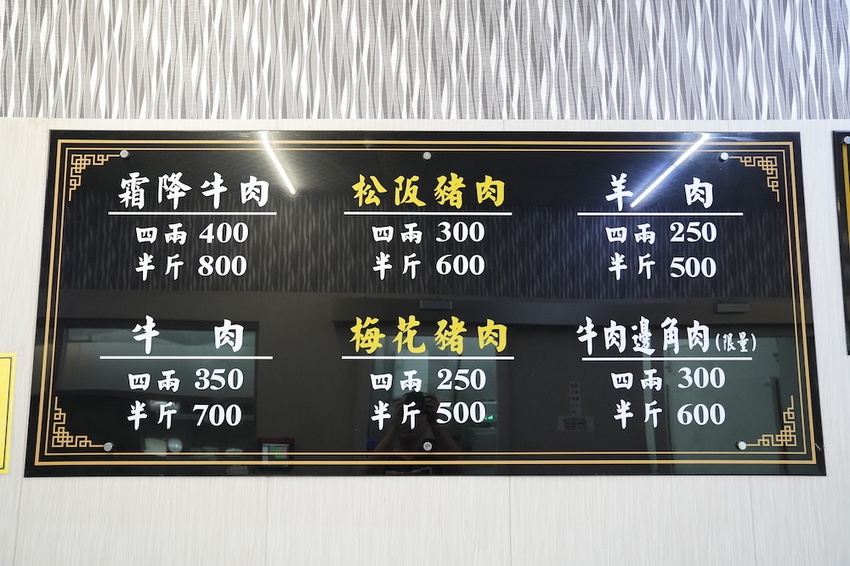 霜降牛肉
四兩 400
半斤 800
松阪豬肉
四兩 300
半斤 600
羊肉
四兩 250
半斤 500
牛肉
四兩 350
半斤 700
梅花豬肉
四兩 250
半斤 500
牛肉邊角肉(限量)
四兩 300
半斤 600